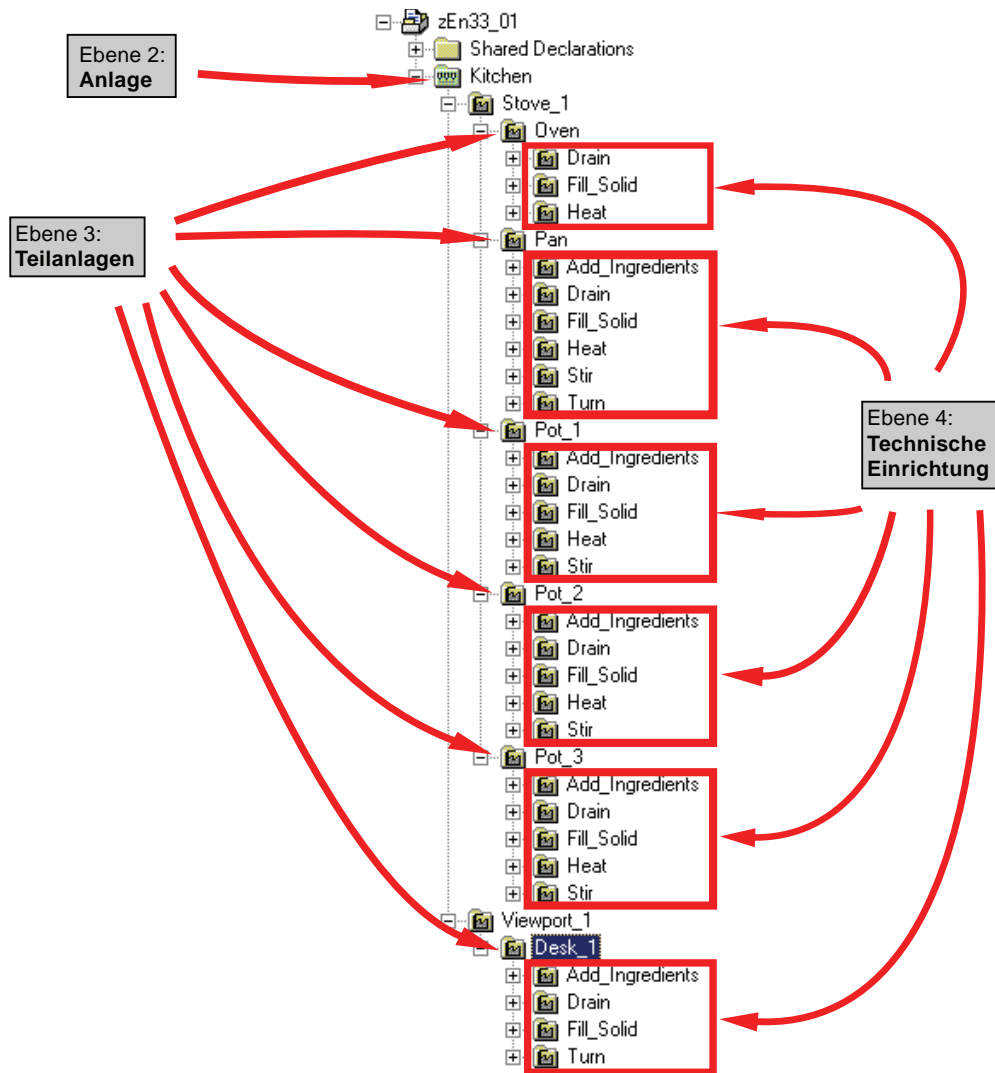 zEn33_01
Shared Declarations
Ebene 2:
Anlage
Kitchen
Stove_1
Oven
Drain
Fill_Solid
Heat
Ebene 3:
Teilanlagen
Pan
Add_Ingredients
Drain
Fill_Solid
Heat
Stir
Turn
Ebene 4:
Technische
Einrichtung
Pot_1
Add_Ingredients
Drain
Fill_Solid
Heat
Stir
Pot_2
Add_Ingredients
Drain
Fill_Solid
Heat
Stir
Pot_3
Add_Ingredients
Drain
Fill_Solid
Heat
Stir
Viewport_1
Desk_1
Add_Ingredients
Drain
Fill_Solid
Turn